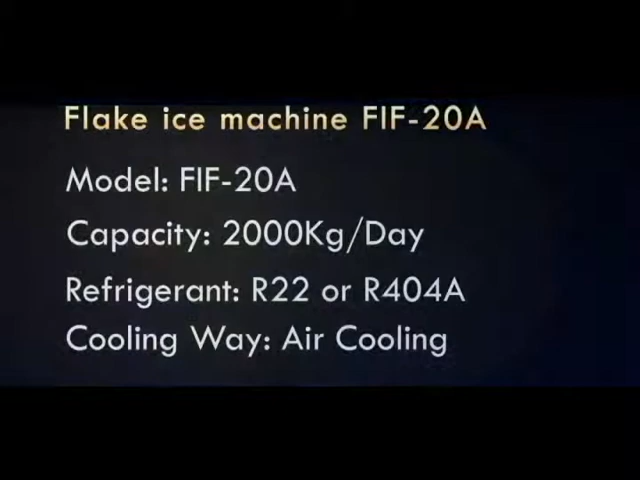 Flake ice machine FIF-20A
Model: FIF-20A
Capacity: 2000Kg/Day
Refrigerant: R22 or R404A
Cooling Way: Air Cooling